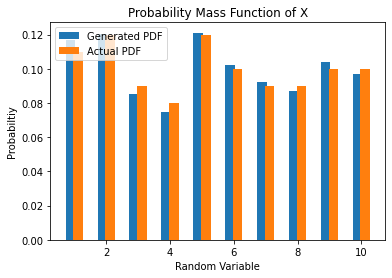 Probability Mass Function of X
Generated PDF
Actual PDF
0.12
0.10
0.08
0.06
0.04
0.02
0.00
Probabiltiy
2
4
6
8
10
Random Variable